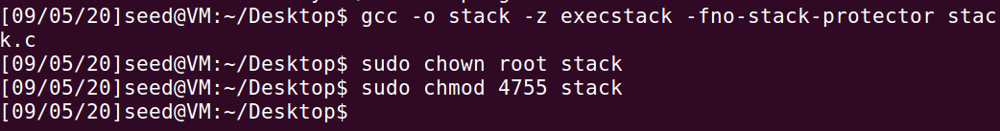 [09/05/20]seed@VM:~/Desktop$ gcc -o stack -z execstack -fno-stack-protector stac
k.c
[09/05/20]seed@VM:~/Desktop$ sudo chown root stack
[09/05/20]seed@VM:~/Desktop$ sudo chmod 4755 stack
[09/05/20]seed@VM:~/Desktop$